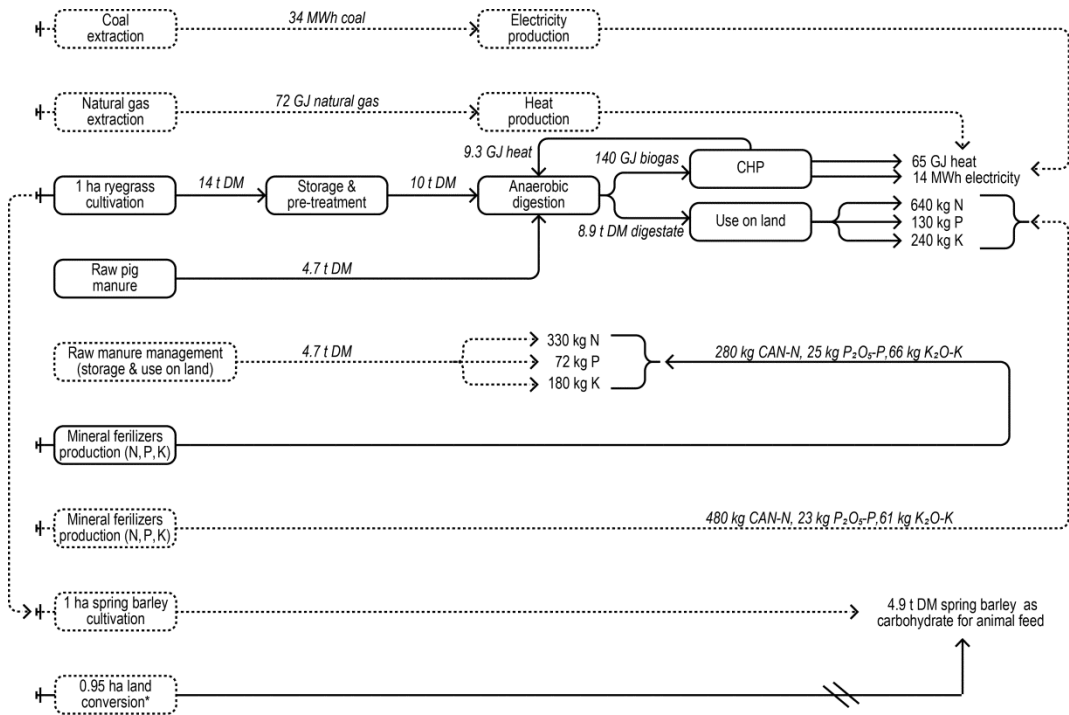 Coal
extraction
34 MWh coal
Electricity
production
Natural gas
extraction
72 GJ natural gas
Heat
production
9.3 GJ heat
140 GJ biogas
CHP
65 GJ heat
14 MWh electricity
1 ha ryegrass
cultivation
14 t DM
Storage &
pre-treatment
10 t DM
Anaerobic
digestion
8.9 t DM digestate
Use on land
640 kg N
130 kg P
240 kg K
Raw pig
manure
4.7 t DM
Raw manure management
(storage & use on land)
4.7 t DM
330 kg N
72 kg P
180 kg K
280 kg CAN-N, 25 kg P₂O₅-P,66 kg K₂O-K
Mineral ferilizers
production (N,P,K)
Mineral ferilizers
production (N,P,K)
480 kg CAN-N, 23 kg P₂O₅-P,61 kg K₂O-K
1 ha spring barley
cultivation
4.9 t DM spring barley as
carbohydrate for animal feed
0.95 ha land
conversion*